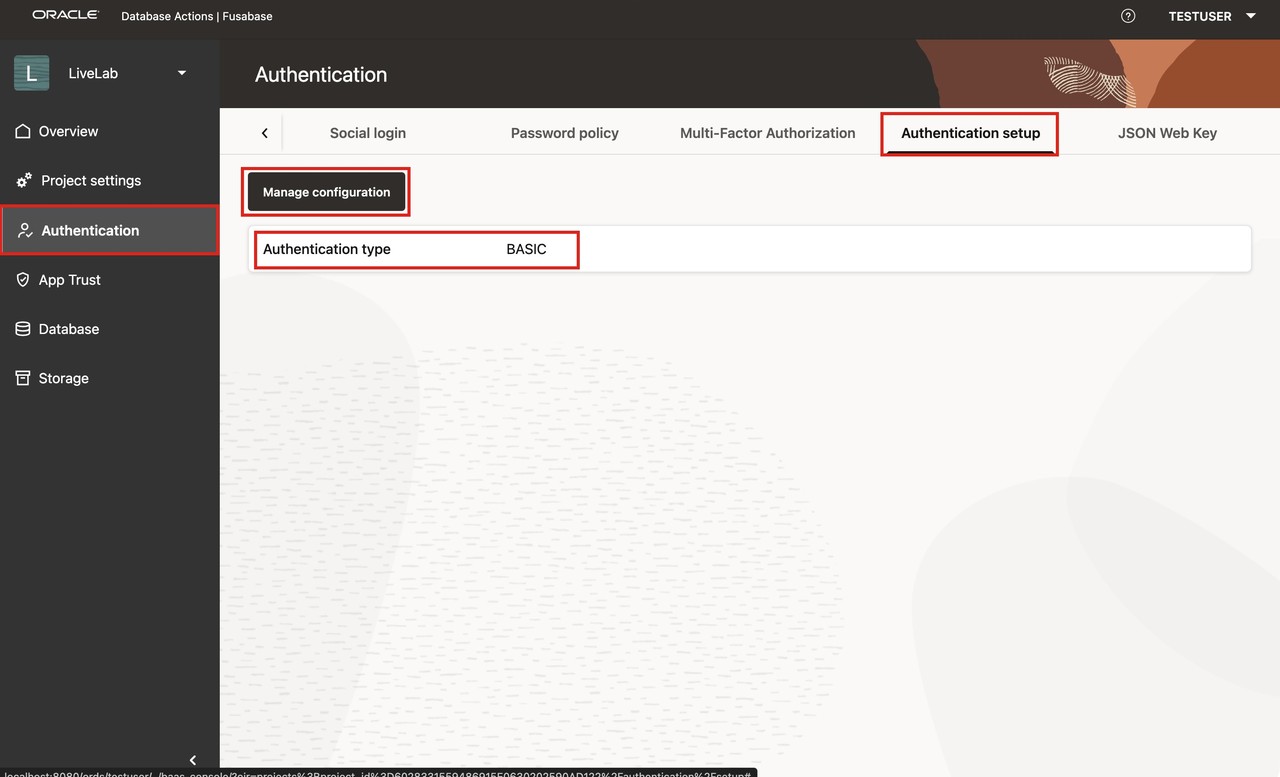 ORACLE Database Actions | Fusabase TESTUSER
L LiveLab
Authentication
Overview
Project settings
Authentication
App Trust
Database
Storage
Social login Password policy Multi-Factor Authorization Authentication setup JSON Web Key
Manage configuration
Authentication type BASIC